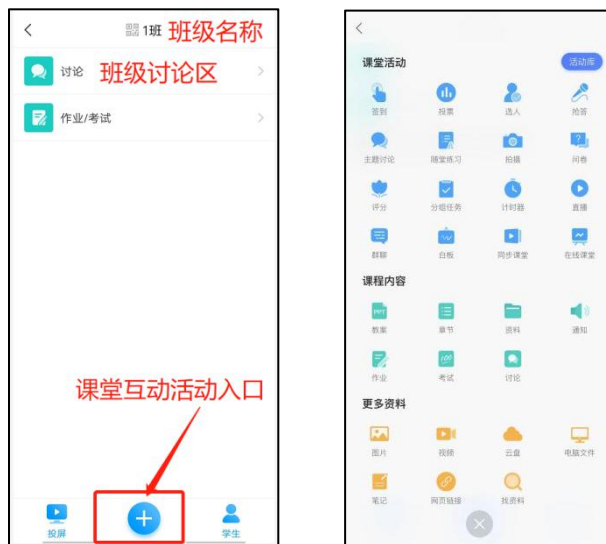 1班 班级名称
讨论 班级讨论区
作业/考试
课堂互动活动入口
投屏 学生
课堂活动 活动库
签到 投票 选人 抢答
主题讨论 随堂练习 拍摄 问卷
评分 分组任务 计时器 直播
群聊 白板 同步课堂 在线课堂
课程内容
PPT
教案 章节 资料 通知
100
作业 考试 讨论
更多资料
图片 视频 云盘 电脑文件
笔记 网页链接 找资料